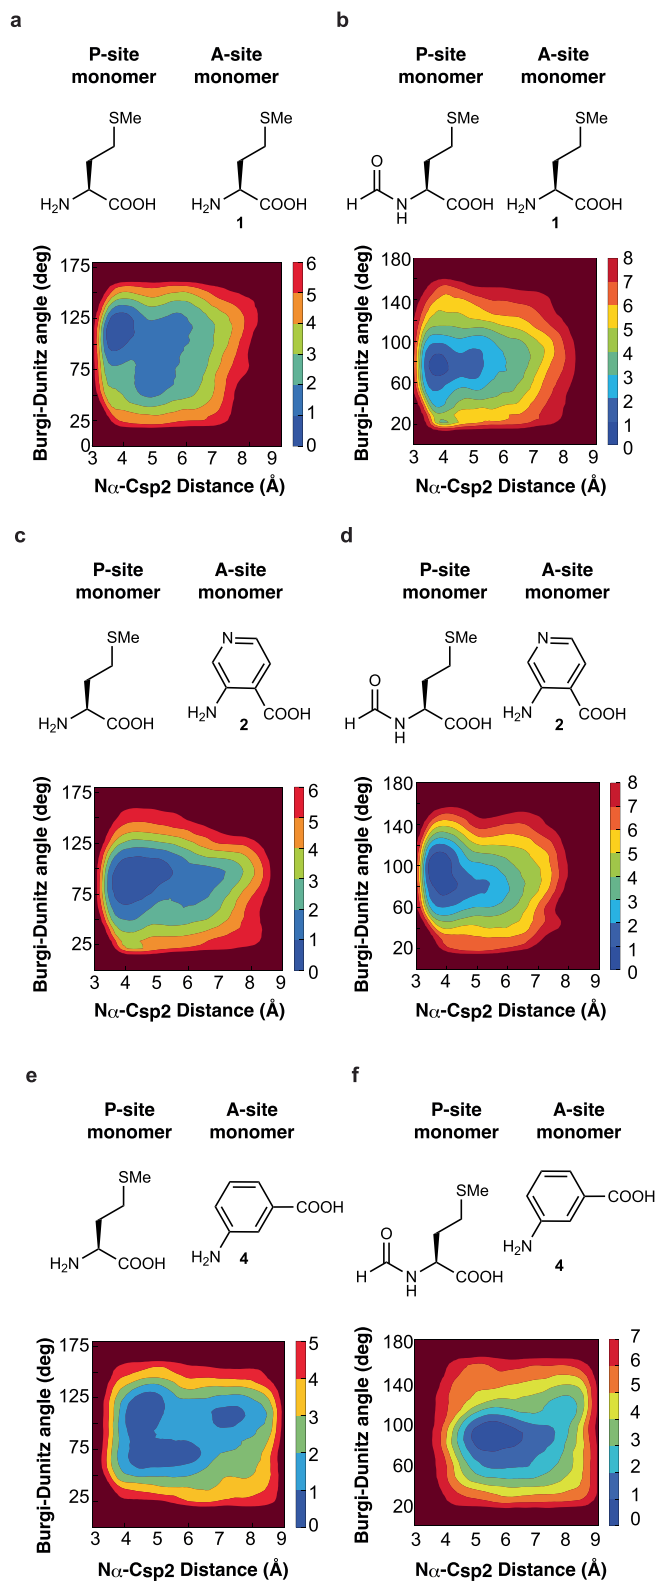 a
P-site
monomer
A-site
monomer
SMe
H₂N
COOH
SMe
H₂N
COOH
1
Burgi-Dunitz angle (deg)
175
125
75
25
0
3 4 5 6 7 8 9
Nα-Csp2 Distance (Å)
6
5
4
3
2
1
0
b
P-site
monomer
A-site
monomer
SMe
O
H
N
H
COOH
SMe
H₂N
COOH
1
Burgi-Dunitz angle (deg)
180
140
100
80
60
20
3 4 5 6 7 8 9
Nα-Csp2 Distance (Å)
8
7
6
5
4
3
2
1
0
c
P-site
monomer
A-site
monomer
SMe
H₂N
COOH
N
H₂N
COOH
2
Burgi-Dunitz angle (deg)
175
125
75
25
3 4 5 6 7 8 9
Nα-Csp2 Distance (Å)
6
5
4
3
2
1
0
d
P-site
monomer
A-site
monomer
SMe
O
H
N
H
COOH
N
H₂N
COOH
2
Burgi-Dunitz angle (deg)
180
140
100
60
20
3 4 5 6 7 8 9
Nα-Csp2 Distance (Å)
8
7
6
5
4
3
2
1
0
e
P-site
monomer
A-site
monomer
SMe
H₂N
COOH
COOH
H₂N
4
Burgi-Dunitz angle (deg)
175
125
75
25
3 4 5 6 7 8 9
Nα-Csp2 Distance (Å)
5
4
3
2
1
0
f
P-site
monomer
A-site
monomer
SMe
O
H
N
H
COOH
COOH
H₂N
4
Burgi-Dunitz angle (deg)
180
140
100
60
20
3 4 5 6 7 8 9
Nα-Csp2 Distance (Å)
7
6
5
4
3
2
1
0